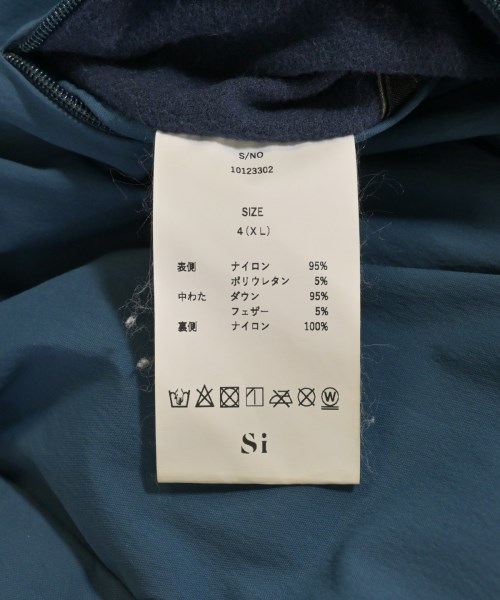 S/NO
10123302
SIZE
4(XL)
表側 ナイロン 95%
ポリウレタン 5%
中わた ダウン 95%
フェザー 5%
裏側 ナイロン 100%
W
Si